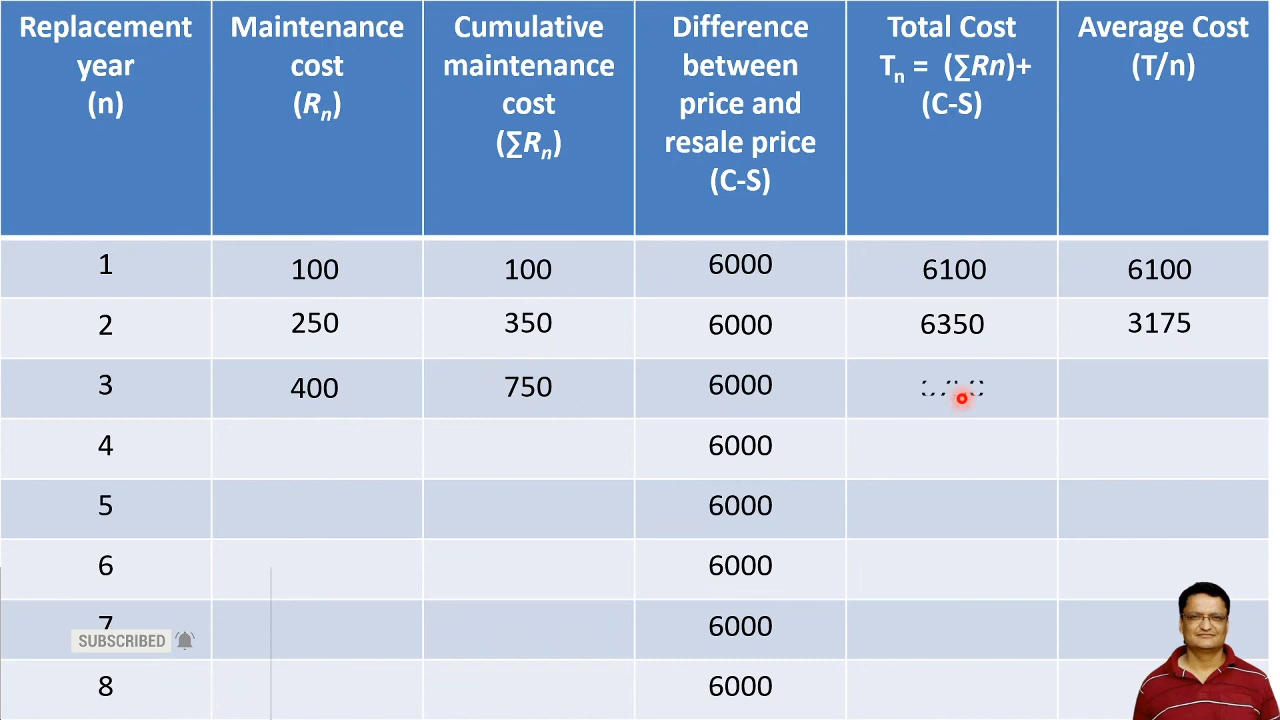 Replacement year (n)
Maintenance cost (Rn)
Cumulative maintenance cost (∑Rn)
Difference between price and resale price (C-S)
Total Cost Tn = (∑Rn)+ (C-S)
Average Cost (T/n)
1 100 100 6000 6100 6100
2 250 350 6000 6350 3175
3 400 750 6000
4 6000
5 6000
6 6000
7 6000
SUBSCRIBED
8 6000